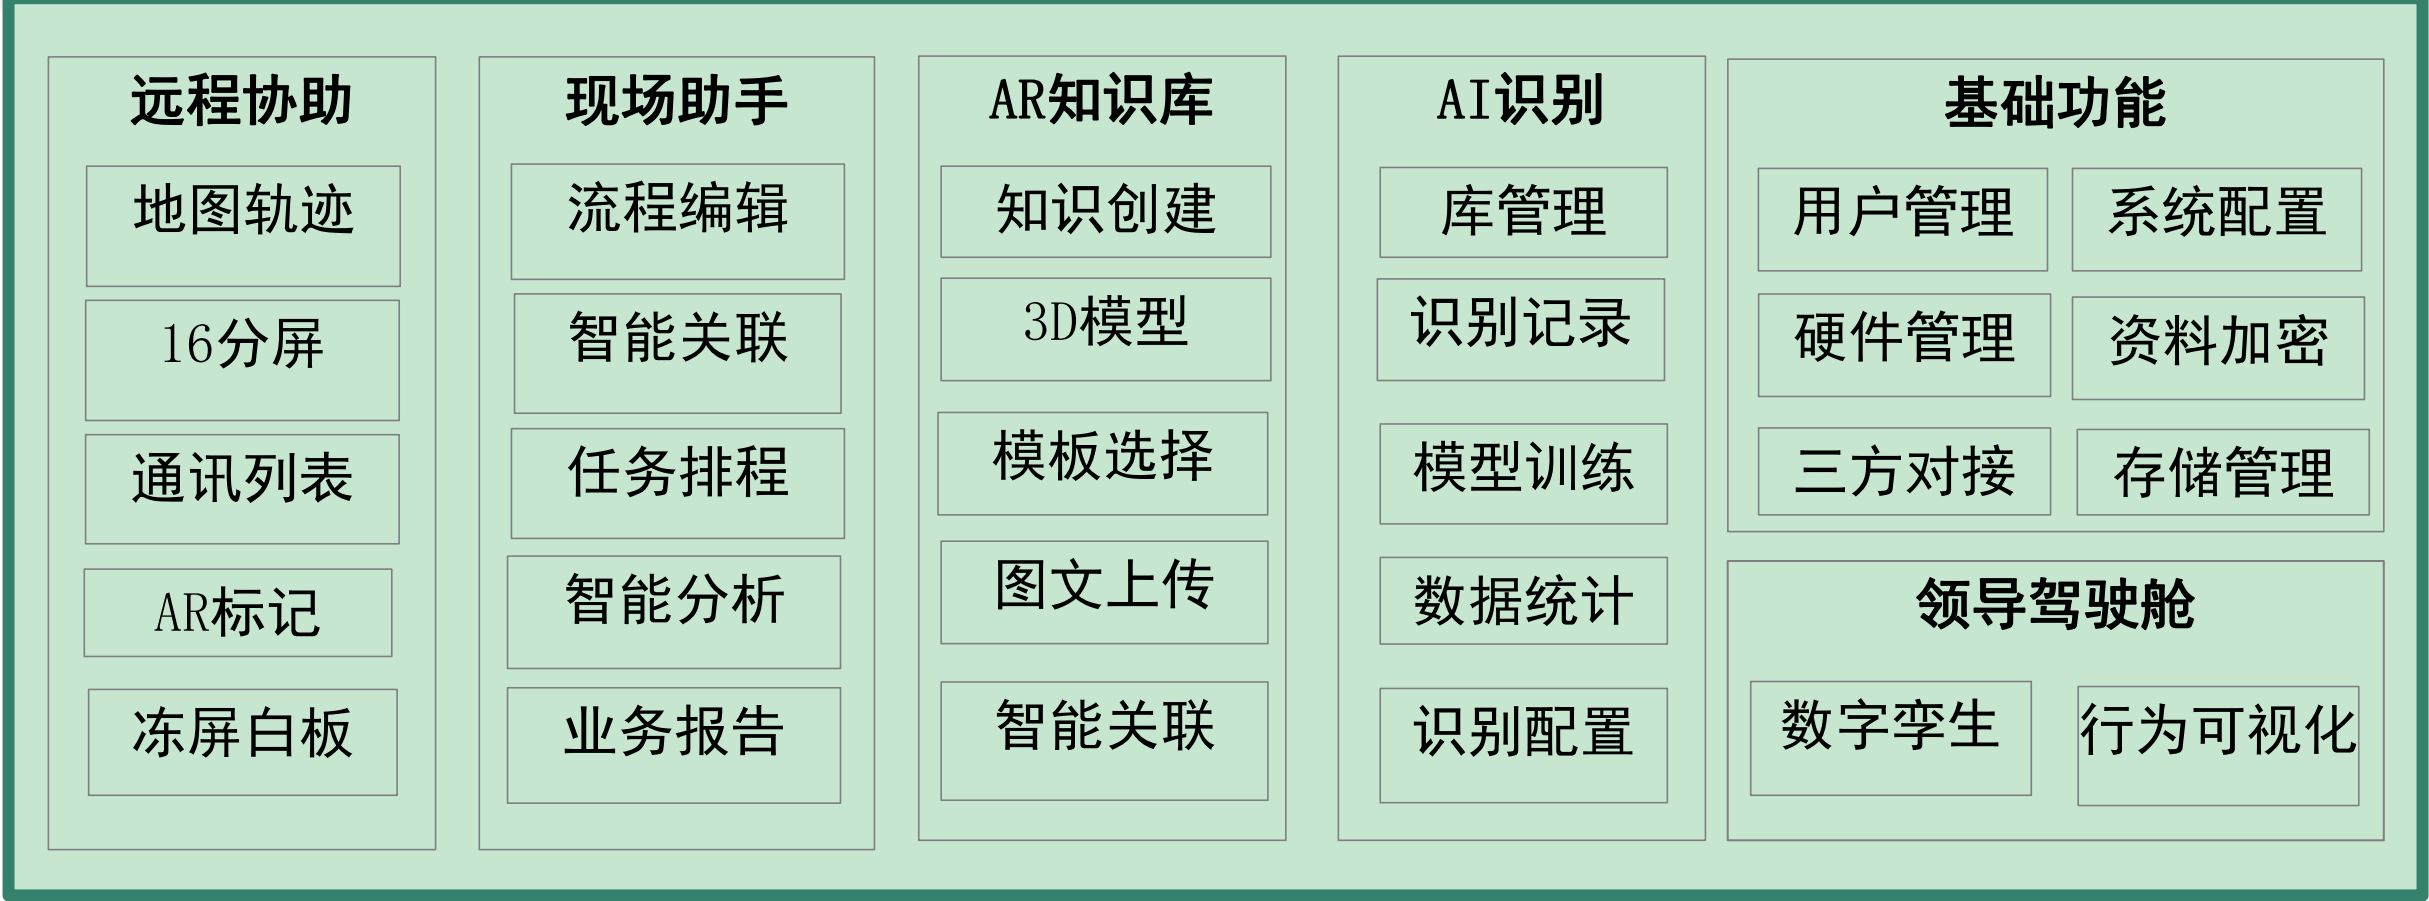 远程协助
地图轨迹
16分屏
通讯列表
AR标记
冻屏白板
现场助手
流程编辑
智能关联
任务排程
智能分析
业务报告
AR知识库
知识创建
3D模型
模板选择
图文上传
智能关联
AI识别
库管理
识别记录
模型训练
数据统计
识别配置
基础功能
用户管理
系统配置
硬件管理
资料加密
三方对接
存储管理
领导驾驶舱
数字孪生
行为可视化